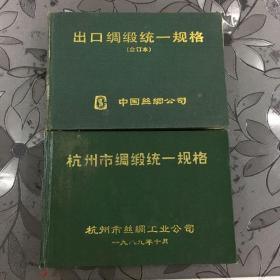 出口绸缎统一规格
(合订本)
中国丝绸公司
杭州市绸缎统一规格
杭州市丝绸工业公司
一九八九年十月